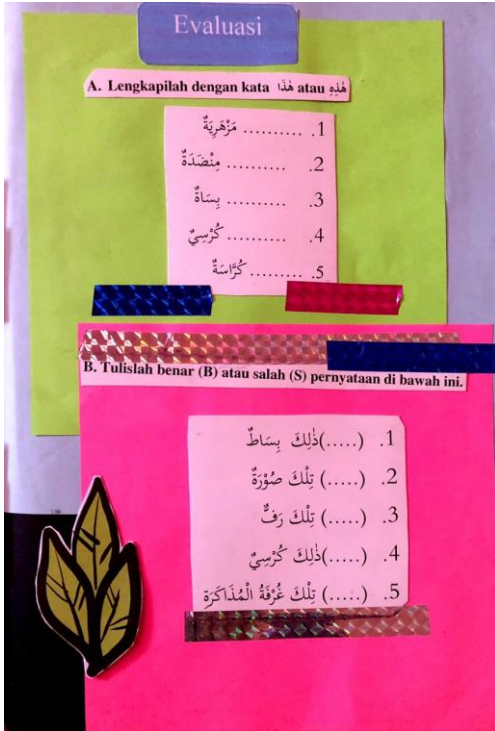 Evaluasi
A. Lengkapilah dengan kata هٰذَا atau هٰذِهِ
1. .......... مَزْهَرِيَةٌ
2. .......... مِنْضَدَةٌ
3. .......... بِسَاةٌ
4. .......... كُرْسِيٌ
5. ......... كُرَّاسَةٌ
B. Tulislah benar (B) atau salah (S) pernyataan di bawah ini.
1. (.....)ذٰلِكَ بِسَاطٌ
2. (.....) تِلْكَ صُوْرَةٌ
3. (.....) تِلْكَ رَفٌّ
4. (.....)ذٰلِكَ كُرْسِيٌ
5. (.....) تِلْكَ غُرْفَةُ الْمُذَاكَرَةِ